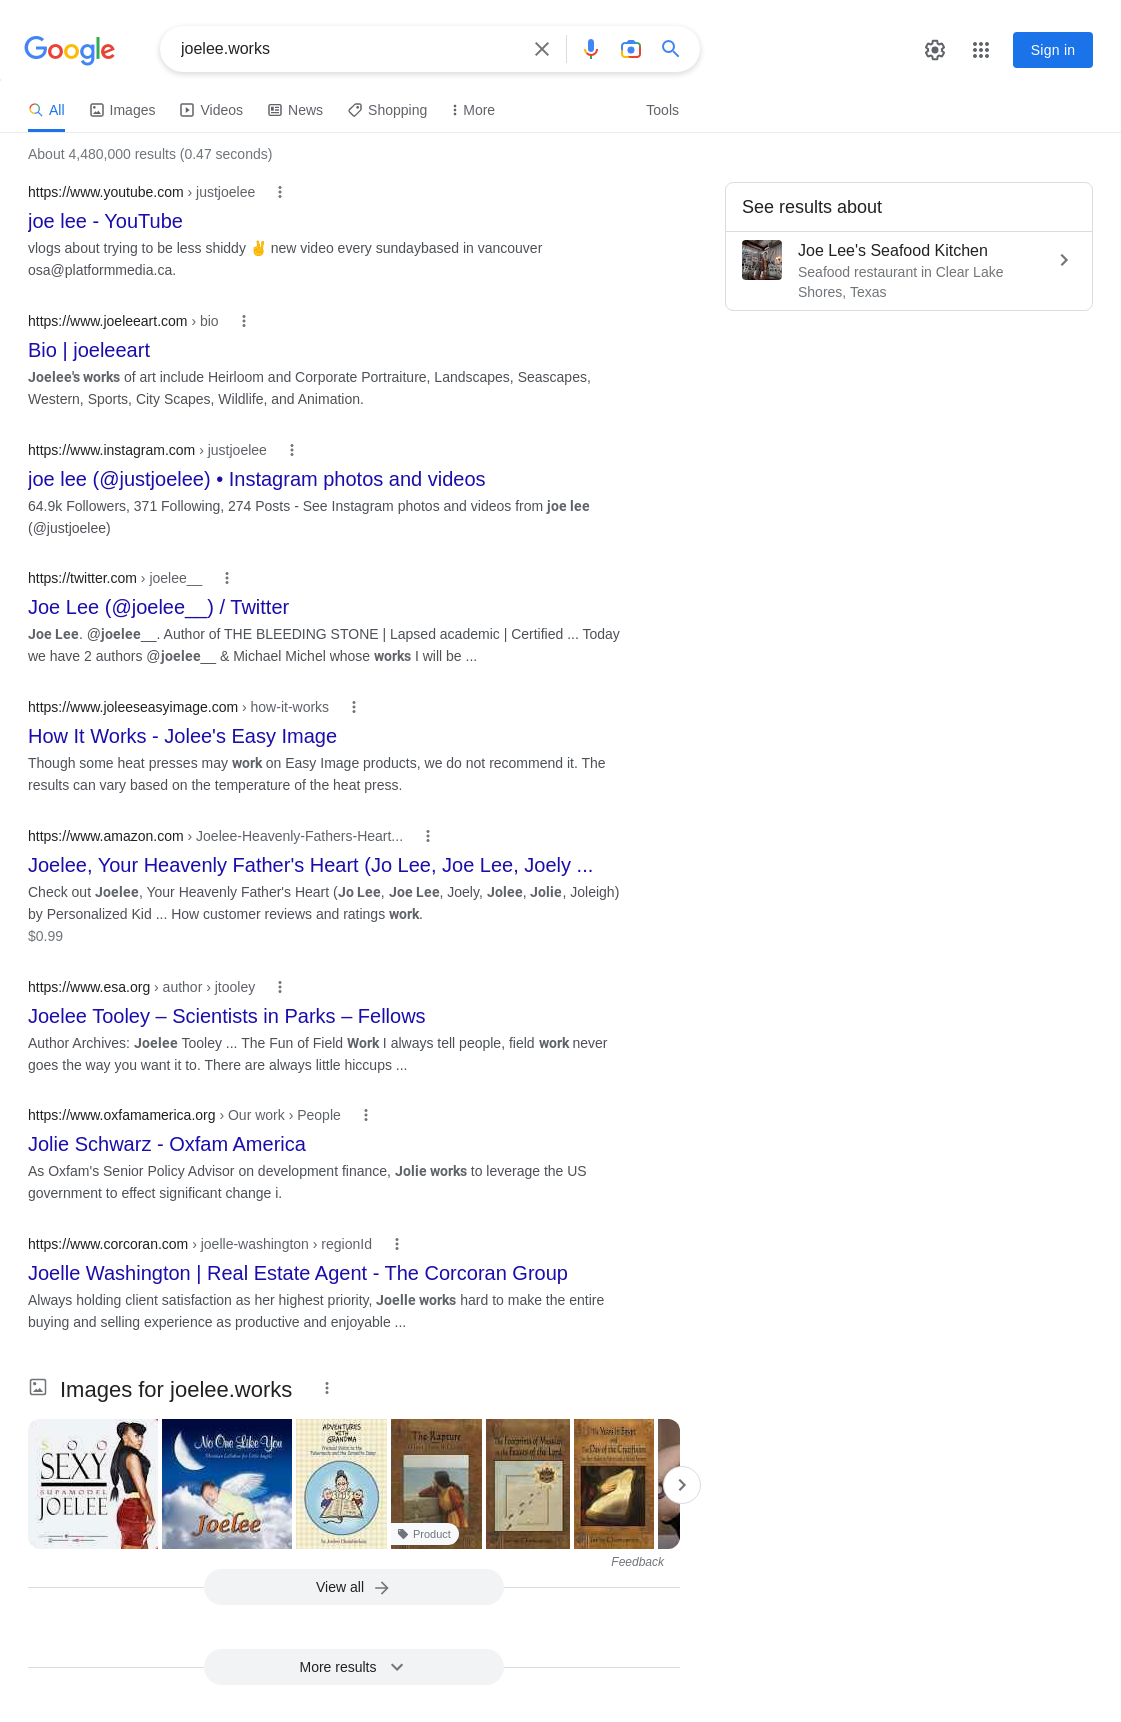 Google
joelee.works
Sign in
All
Images
Videos
News
Shopping
More
Tools
About 4,480,000 results (0.47 seconds)
https://www.youtube.com › justjoelee
joe lee - YouTube
vlogs about trying to be less shiddy ✌ new video every sundaybased in vancouver
osa@platformmedia.ca.
https://www.joeleeart.com › bio
Bio | joeleeart
Joelee's works of art include Heirloom and Corporate Portraiture, Landscapes, Seascapes,
Western, Sports, City Scapes, Wildlife, and Animation.
https://www.instagram.com › justjoelee
joe lee (@justjoelee) • Instagram photos and videos
64.9k Followers, 371 Following, 274 Posts - See Instagram photos and videos from joe lee
(@justjoelee)
https://twitter.com › joelee__
Joe Lee (@joelee__) / Twitter
Joe Lee. @joelee__. Author of THE BLEEDING STONE | Lapsed academic | Certified ... Today
we have 2 authors @joelee__ & Michael Michel whose works I will be ...
https://www.joleeseasyimage.com › how-it-works
How It Works - Jolee's Easy Image
Though some heat presses may work on Easy Image products, we do not recommend it. The
results can vary based on the temperature of the heat press.
https://www.amazon.com › Joelee-Heavenly-Fathers-Heart...
Joelee, Your Heavenly Father's Heart (Jo Lee, Joe Lee, Joely ...
Check out Joelee, Your Heavenly Father's Heart (Jo Lee, Joe Lee, Joely, Jolee, Jolie, Joleigh)
by Personalized Kid ... How customer reviews and ratings work.
$0.99
https://www.esa.org › author › jtooley
Joelee Tooley – Scientists in Parks – Fellows
Author Archives: Joelee Tooley ... The Fun of Field Work I always tell people, field work never
goes the way you want it to. There are always little hiccups ...
https://www.oxfamamerica.org › Our work › People
Jolie Schwarz - Oxfam America
As Oxfam's Senior Policy Advisor on development finance, Jolie works to leverage the US
government to effect significant change i.
https://www.corcoran.com › joelle-washington › regionId
Joelle Washington | Real Estate Agent - The Corcoran Group
Always holding client satisfaction as her highest priority, Joelle works hard to make the entire
buying and selling experience as productive and enjoyable ...
See results about
Joe Lee's Seafood Kitchen
Seafood restaurant in Clear Lake
Shores, Texas
Images for joelee.works
SOO
SEXY
SUPAMODEL
JOELEE
No One Like You
Joelee
ADVENTURES
WITH
GRANDMA
The Rapture
Product
The Footprints of Messiah
in the Feasts of the Lord
The Years in Egypt
The Day of the Crucifixion
Feedback
View all
More results